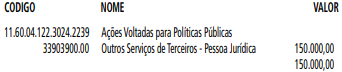 CODIGO NOME VALOR
11.60.04.122.3024.2239 Ações Voltadas para Políticas Públicas
33903900.00 Outros Serviços de Terceiros - Pessoa Jurídica 150.000,00
150.000,00